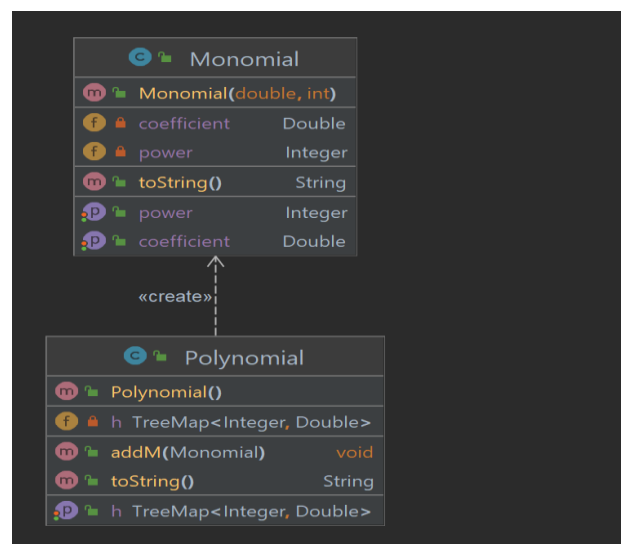 Monomial
Monomial(double, int)
coefficient Double
power Integer
toString() String
power Integer
coefficient Double
«create»
Polynomial
Polynomial()
h TreeMap<Integer, Double>
addM(Monomial) void
toString() String
h TreeMap<Integer, Double>